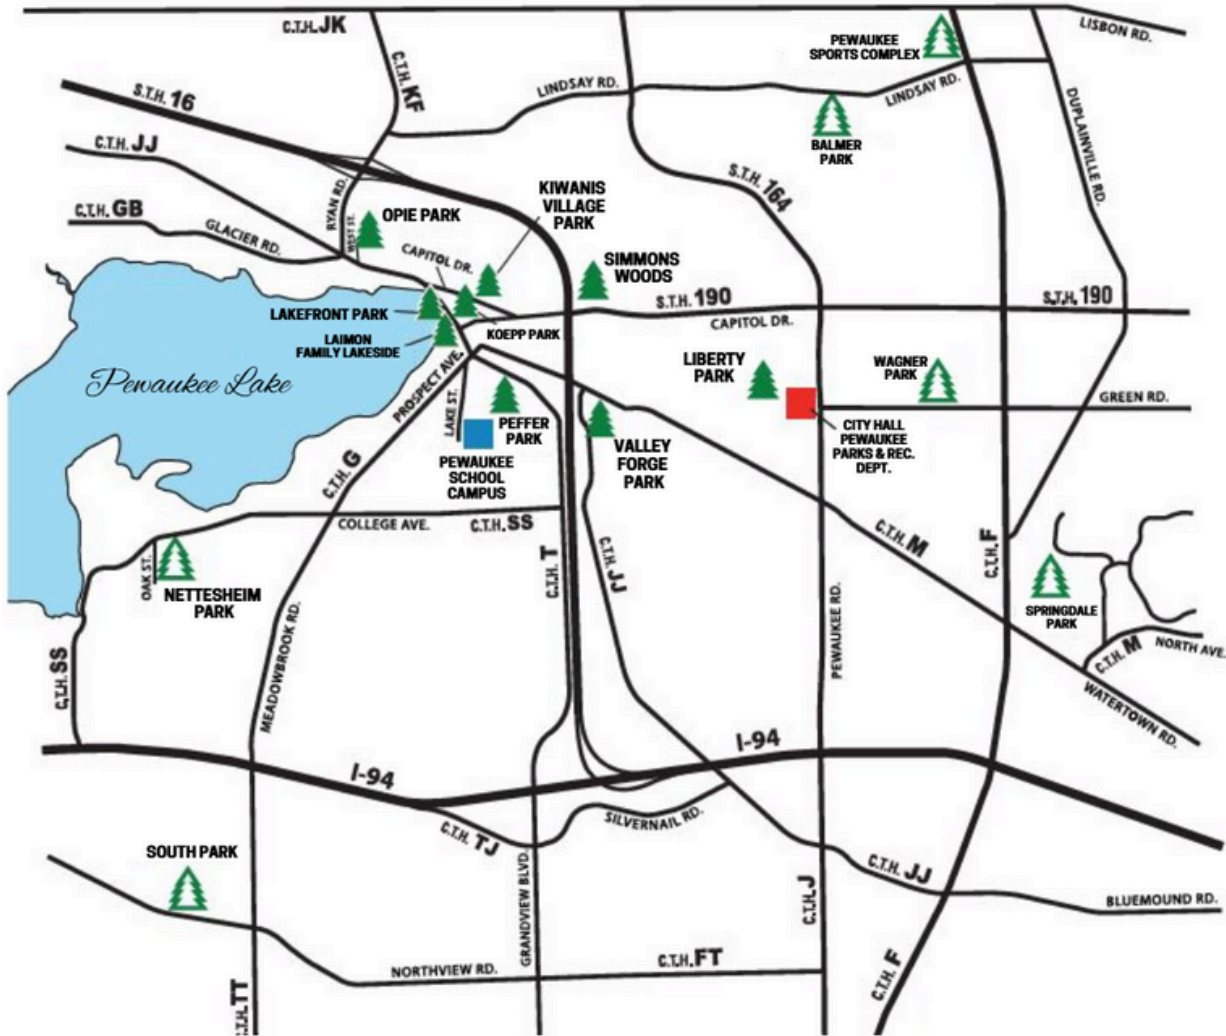 C.T.H. JK
LISBON RD.
PEWAUKEE
SPORTS COMPLEX
C.T.H. KF
LINDSAY RD.
LINDSAY RD.
S.T.H. 16
DUPLAINVILLE RD.
C.T.H. JJ
BALMER
PARK
S.T.H. 164
KIWANIS
VILLAGE
PARK
RYAN RD.
C.T.H. GB
OPIE PARK
GLACIER RD.
WEST ST.
CAPITOL DR.
SIMMONS
WOODS
S.T.H. 190
S.T.H. 190
LAKEFRONT PARK
CAPITOL DR.
KOEPP PARK
LAIMON
FAMILY LAKESIDE
LIBERTY
PARK
WAGNER
PARK
Pewaukee Lake
PROSPECT AVE.
GREEN RD.
LAKE ST.
PEFFER
PARK
CITY HALL
PEWAUKEE
PARKS & REC.
DEPT.
VALLEY
FORGE
PARK
PEWAUKEE
SCHOOL
CAMPUS
C.T.H. G
COLLEGE AVE.
C.T.H. SS
C.T.H. M
C.T.H. F
C.T.H. T
C.T.H. JJ
OAK ST.
NETTESHEIM
PARK
SPRINGDALE
PARK
PEWAUKEE RD.
MEADOWBROOK RD.
C.T.H. SS
C.T.H. M
NORTH AVE.
WATERTOWN RD.
I-94
I-94
SILVERNAIL RD.
C.T.H. TJ
SOUTH PARK
GRANDVIEW BLVD.
C.T.H. JJ
C.T.H. J
BLUEMOUND RD.
NORTHVIEW RD.
C.T.H. FT
C.T.H. F
C.T.H. TT